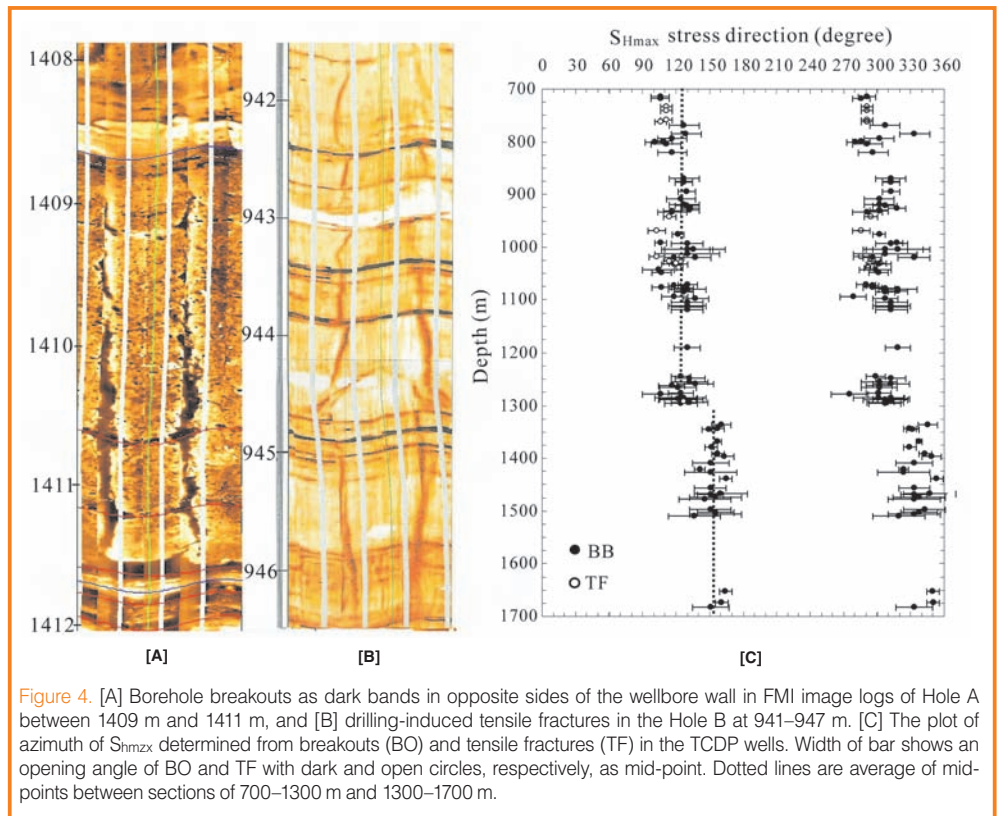 1408
1409
1410
1411
1412
[A]
942
943
944
945
946
[B]
SHmax stress direction (degree)
0 30 60 90 120 150 180 210 240 270 300 330 360
Depth (m)
700
800
900
1000
1100
1200
1300
1400
1500
1600
1700
BB
TF
[C]
Figure 4. [A] Borehole breakouts as dark bands in opposite sides of the wellbore wall in FMI image logs of Hole A
between 1409 m and 1411 m, and [B] drilling-induced tensile fractures in the Hole B at 941–947 m. [C] The plot of
azimuth of Shmzx determined from breakouts (BO) and tensile fractures (TF) in the TCDP wells. Width of bar shows an
opening angle of BO and TF with dark and open circles, respectively, as mid-point. Dotted lines are average of mid-
points between sections of 700–1300 m and 1300–1700 m.